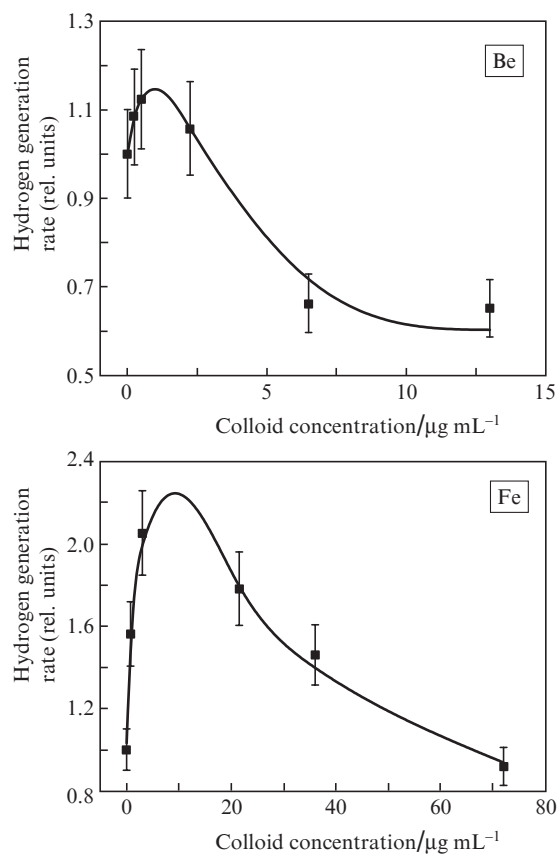 Be
Hydrogen generation
rate (rel. units)
1.3
1.1
0.9
0.7
0.5
0
5
10
15
Colloid concentration/μg mL⁻¹
Fe
Hydrogen generation
rate (rel. units)
2.4
2.0
1.6
1.2
0.8
0
20
40
60
80
Colloid concentration/μg mL⁻¹